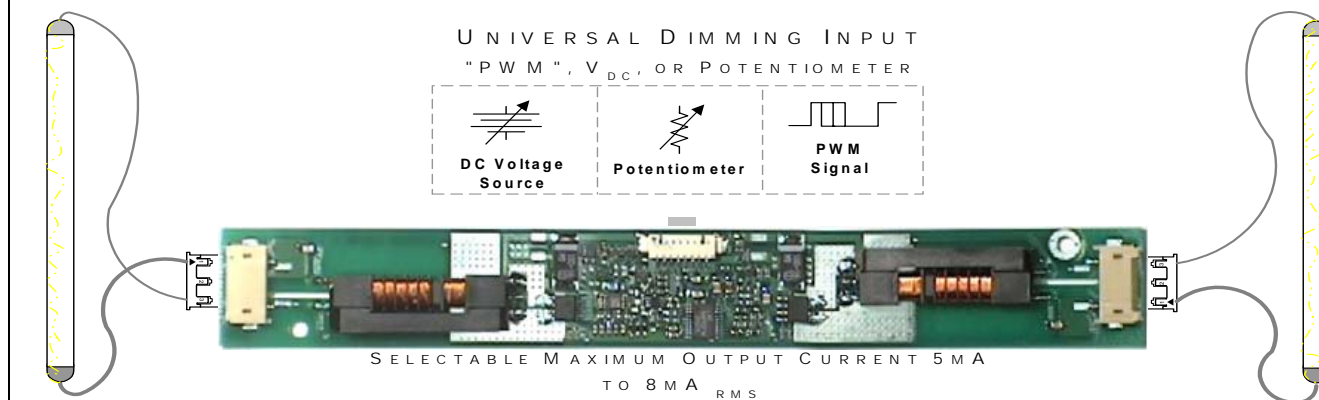 UNIVERSAL DIMMING INPUT
"PWM", VDC, OR POTENTIOMETER
DC Voltage
Source
Potentiometer
PWM
Signal
SELECTABLE MAXIMUM OUTPUT CURRENT 5MA
TO 8MA RMS